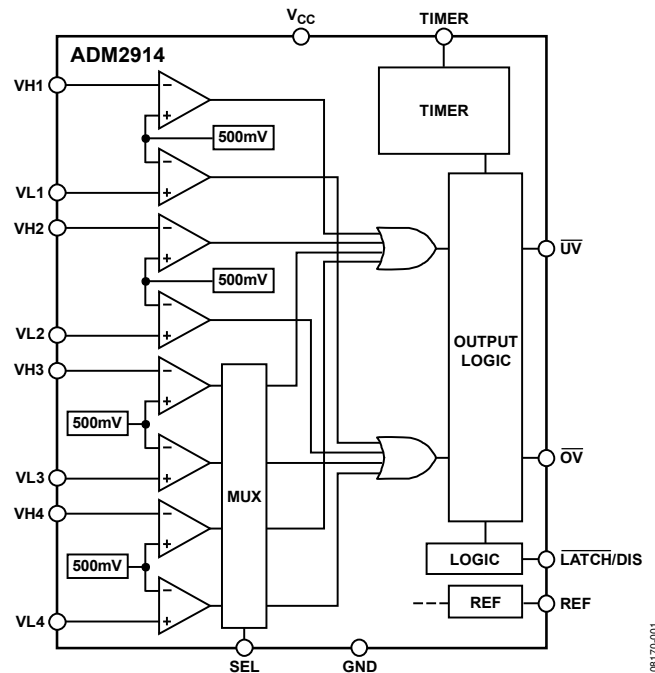 VCC
TIMER
ADM2914
VH1
−
+
TIMER
500mV
−
VL1
+
VH2
−
+
500mV
UV
−
VL2
+
OUTPUT
LOGIC
VH3
−
+
500mV
−
MUX
OV
VL3
+
VH4
−
+
LOGIC
LATCH/DIS
500mV
−
REF
REF
VL4
+
SEL
GND
08170-001